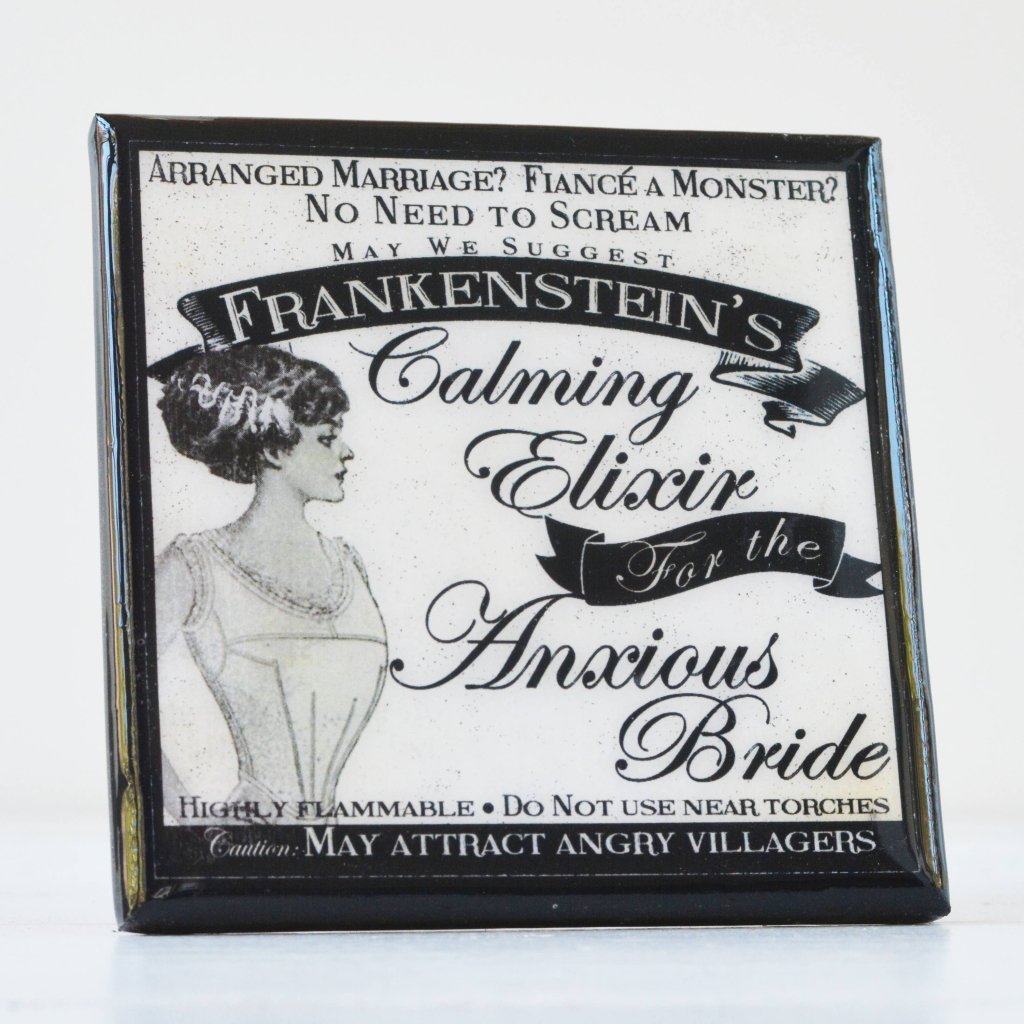 Arranged Marriage? Fiancé a Monster?
No Need to Scream
May We Suggest
Frankenstein's
Calming
Elixir
For the
Anxious
Bride
Highly flammable • Do Not use near torches
Caution: May attract angry villagers